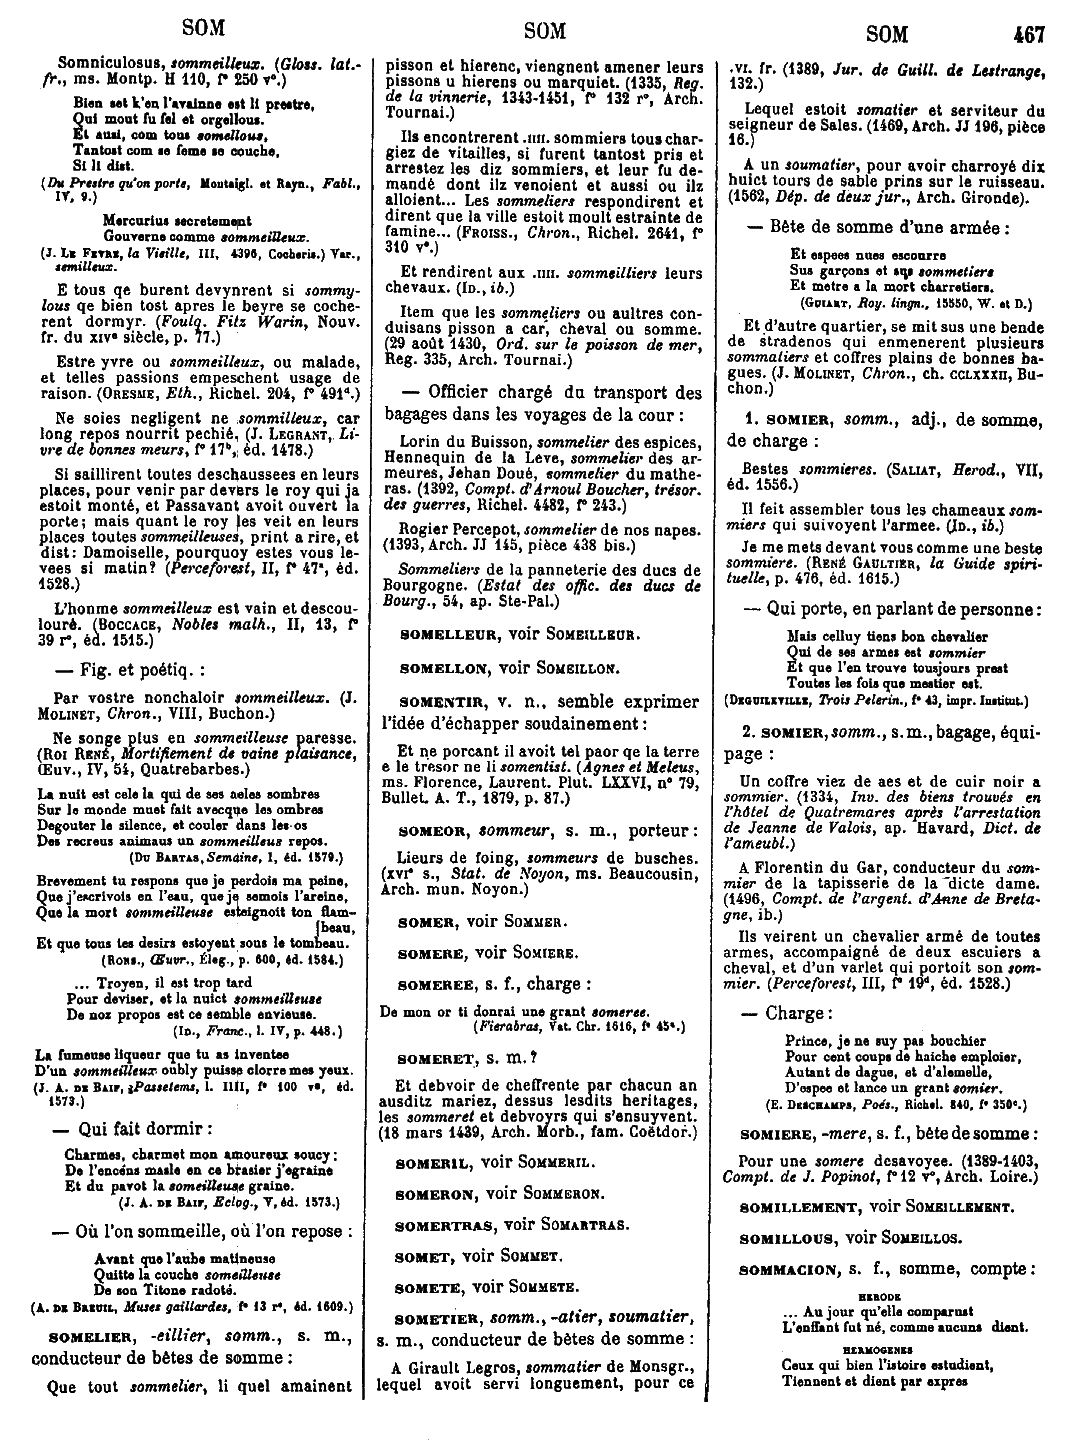 SOM
SOM
SOM
467
Somniculosus, sommeilleux. (Gloss. lat.-
fr., ms. Montp. H 110, f° 250 v°.)
Bien set k'en l'avainne est li prestre,
Qui mout fu fel et orgellous.
Et ausi, com tous somellous,
Tantost com se feme se couche,
Si li dist.
(Du Prestre qu'on porte, Montaigl. et Rayn., Fabl.,
IV, 9.)
Mercurius secretement
Gouverne comme sommeilleux.
(J. Le Fevre, la Vieille, III, 4396, Cocheris.) Var.,
semilleux.
E tous qe burent devynrent si sommy-
lous qe bien tost apres le beyre se coche-
rent dormyr. (Foulq. Fitz Warin, Nouv.
fr. du xive siècle, p. 77.)
Estre yvre ou sommeilleux, ou malade,
et telles passions empeschent usage de
raison. (Oresme, Eth., Richel. 204, f° 491d.)
Ne soies negligent ne sommilleux, car
long repos nourrit pechié. (J. Legrant, Li-
vre de bonnes meurs, f° 17b, éd. 1478.)
Si saillirent toutes deschaussees en leurs
places, pour venir par devers le roy qui ja
estoit monté, et Passavant avoit ouvert la
porte; mais quant le roy les veit en leurs
places toutes sommeilleuses, print a rire, et
dist: Damoiselle, pourquoy estes vous le-
vees si matin? (Perceforest, II, f° 47a, éd.
1528.)
L'homme sommeilleux est vain et descou-
louré. (Boccace, Nobles malh., II, 13, f°
39 r°, éd. 1515.)
— Fig. et poétiq. :
Par vostre nonchaloir sommeilleux. (J.
Molinet, Chron., VIII, Buchon.)
Ne songe plus en sommeilleuse paresse.
(Roi René, Mortifiement de vaine plaisance,
Œuv., IV, 54, Quatrebarbes.)
La nuit est cele la qui de ses aeles sombres
Sur le monde muet fait avecque les ombres
Degouter le silence, et couler dans les os
Des recreus animaus un sommeilleus repos.
(Du Bartas, Semaine, I, éd. 1579.)
Brevement tu respons que je perdois ma peine,
Que j'escrivois en l'eau, que je semois l'areine,
Que la mort sommeilleuse esteignoit ton flam-
[beau,
Et que tous tes desirs estoyent sous le tombeau.
(Rons., Œuvr., Éleg., p. 600, éd. 1584.)
... Troyen, il est trop tard
Pour deviser, et la nuict sommeilleuse
De noz propos est ce semble envieuse.
(Id., Franc., l. IV, p. 448.)
La fumeuse liqueur que tu as inventee
D'un sommeilleux oubly puisse clorre mes yeux.
(J. A. de Baif, Passetems, l. IIII, f° 100 v°, éd.
1573.)
— Qui fait dormir :
Charmes, charmet mon amoureux soucy :
De l'encéns masle en ce brasier j'egraine
Et du pavot la someilleuse graine.
(J. A. de Baif, Eclog., V, éd. 1573.)
— Où l'on sommeille, où l'on repose :
Avant que l'aube matineuse
Quitte la couche someilleuse
De son Titone radoté.
(A. de Breuil, Muses gaillardes, f° 13 r°, éd. 1609.)
SOMELIER, -eillier, somm., s. m.,
conducteur de bêtes de somme :
Que tout sommelier, li quel amainent
pisson et hierenc, viengnent amener leurs
pissons u hierens ou marquiet. (1335, Reg.
de la vinnerie, 1343-1451, f° 132 r°, Arch.
Tournai.)
Ils encontrerent .IIII. sommiers tous char-
giez de vitailles, si furent tantost pris et
arrestez les diz sommiers, et leur fu de-
mandé dont ilz venoient et aussi ou ilz
alloient... Les sommeliers respondirent et
dirent que la ville estoit moult estrainte de
famine... (Froiss., Chron., Richel. 2641, f°
310 v°.)
Et rendirent aux .IIII. sommeilliers leurs
chevaux. (Id., ib.)
Item que les someliers ou aultres con-
duisans pisson a car, cheval ou somme.
(29 août 1430, Ord. sur le poisson de mer,
Reg. 335, Arch. Tournai.)
— Officier chargé du transport des
bagages dans les voyages de la cour :
Lorin du Buisson, sommelier des espices,
Hennequin de la Leve, sommelier des ar-
meures, Jehan Doué, sommelier du mathe-
ras. (1392, Compt. d'Arnoul Boucher, trésor.
des guerres, Richel. 4482, f° 243.)
Rogier Percepot, sommelier de nos napes.
(1393, Arch. JJ 145, pièce 438 bis.)
Sommeliers de la panneterie des ducs de
Bourgogne. (Estat des offic. des ducs de
Bourg., 54, ap. Ste-Pal.)
SOMELLEUR, voir Someilleur.
SOMELLON, voir Someillon.
SOMENTIR, v. n., semble exprimer
l'idée d'échapper soudainement :
Et ne porcant il avoit tel paor qe la terre
e le tresor ne li somentist. (Agnes et Meleus,
ms. Florence, Laurent. Plut. LXXVI, n° 79,
Bullet. A. T., 1879, p. 87.)
SOMEOR, sommeur, s. m., porteur :
Lieurs de foing, sommeurs de busches.
(xvie s., Stat. de Noyon, ms. Beaucousin,
Arch. mun. Noyon.)
SOMER, voir Sommer.
SOMERE, voir Somiere.
SOMEREE, s. f., charge :
De mon or ti donrai une grant someree.
(Fierabras, Vat. Chr. 1616, f° 45c.)
SOMERET, s. m.?
Et debvoir de cheffrente par chacun an
ausditz mariez, dessus lesdits heritages,
les sommeret et debvoyrs qui s'ensuyvent.
(18 mars 1439, Arch. Morb., fam. Coëtdor.)
SOMERIL, voir Sommeril.
SOMERON, voir Sommeron.
SOMERTRAS, voir Somartras.
SOMET, voir Sommet.
SOMETE, voir Sommete.
SOMETIER, somm., -atier, soumatier,
s. m., conducteur de bêtes de somme :
A Girault Legros, sommatier de Monsgr.,
lequel avoit servi longuement, pour ce
.VI. fr. (1389, Jur. de Guill. de Lestrange,
132.)
Lequel estoit somatier et serviteur du
seigneur de Sales. (1469, Arch. JJ 196, pièce
16.)
A un soumatier, pour avoir charroyé dix
huict tours de sable prins sur le ruisseau.
(1562, Dép. de deux jur., Arch. Gironde).
— Bête de somme d'une armée :
Et espees nues escourre
Sus garçons et sus sommetiers
Et metre a la mort charretiers.
(Guiart, Roy. lingn., 15550, W. et D.)
Et d'autre quartier, se mit sus une bende
de stradenos qui enmenerent plusieurs
sommatiers et coffres plains de bonnes ba-
gues. (J. Molinet, Chron., ch. CCLXXXII, Bu-
chon.)
1. SOMIER, somm., adj., de somme,
de charge :
Bestes sommieres. (Saliat, Herod., VII,
éd. 1556.)
Il feit assembler tous les chameaux som-
miers qui suivoyent l'armee. (Id., ib.)
Je me mets devant vous comme une beste
sommiere. (René Gaultier, la Guide spiri-
tuelle, p. 476, éd. 1615.)
— Qui porte, en parlant de personne :
Mais celluy tiens bon chevalier
Qui de ses armes est sommier
Et que l'en trouve tousjours prest
Toutes les fois que mestier est.
(Deguileville, Trois Pelerin., f° 43, impr. Institut.)
2. SOMIER, somm., s. m., bagage, équi-
page :
Un coffre viez de aes et de cuir noir a
sommier. (1334, Inv. des biens trouvés en
l'hôtel de Quatremares après l'arrestation
de Jeanne de Valois, ap. Havard, Dict. de
l'ameubl.)
A Florentin du Gar, conducteur du som-
mier de la tapisserie de la dicte dame.
(1496, Compt. de l'argent. d'Anne de Breta-
gne, ib.)
Ils veirent un chevalier armé de toutes
armes, accompaigné de deux escuiers a
cheval, et d'un varlet qui portoit son som-
mier. (Perceforest, III, f° 19d, éd. 1528.)
— Charge :
Prince, je ne suy pas bouchier
Pour cent coups de haiche emploier,
Autant de dague, et d'alemelle,
D'espee et lance un grant somier.
(E. Deschamps, Poés., Richel. 840, f° 350c.)
SOMIERE, -mere, s. f., bête de somme :
Pour une somere desavoyee. (1389-1403,
Compt. de J. Popinot, f° 12 v°, Arch. Loire.)
SOMILLEMENT, voir Someillement.
SOMILLOUS, voir Someillos.
SOMMACION, s. f., somme, compte :
HERODE
... Au jour qu'elle comparust
L'enffant fut né, comme aucuns dient.
HERMOGENES
Ceux qui bien l'istoire estudient,
Tiennent et dient par expres